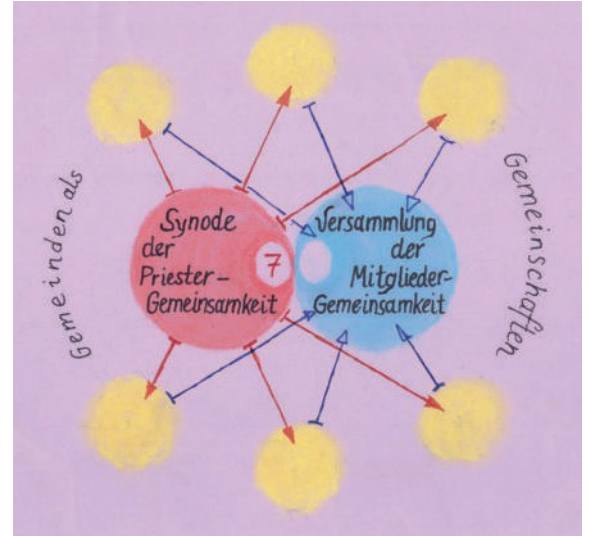 Gemeinden als
Synode
der
Priester-
Gemeinsamkeit
7
Versammlung
der
Mitglieder-
Gemeinsamkeit
Gemeinschaften